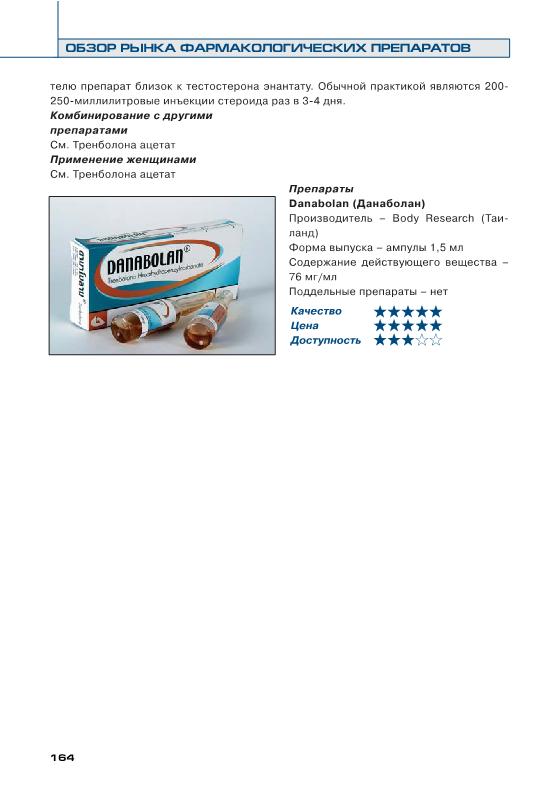 ОБЗОР РЫНКА ФАРМАКОЛОГИЧЕСКИХ ПРЕПАРАТОВ
телю препарат близок к тестостерона энантату. Обычной практикой являются 200-
250-миллилитровые инъекции стероида раз в 3-4 дня.
Комбинирование с другими
препаратами
См. Тренболона ацетат
Применение женщинами
См. Тренболона ацетат
DANABOLAN®
Препараты
Danabolan (Данаболан)
Производитель – Body Research (Таи-
ланд)
Форма выпуска – ампулы 1,5 мл
Содержание действующего вещества –
76 мг/мл
Поддельные препараты – нет
Качество ★★★★★
Цена ★★★★★
Доступность ★★★☆☆
164